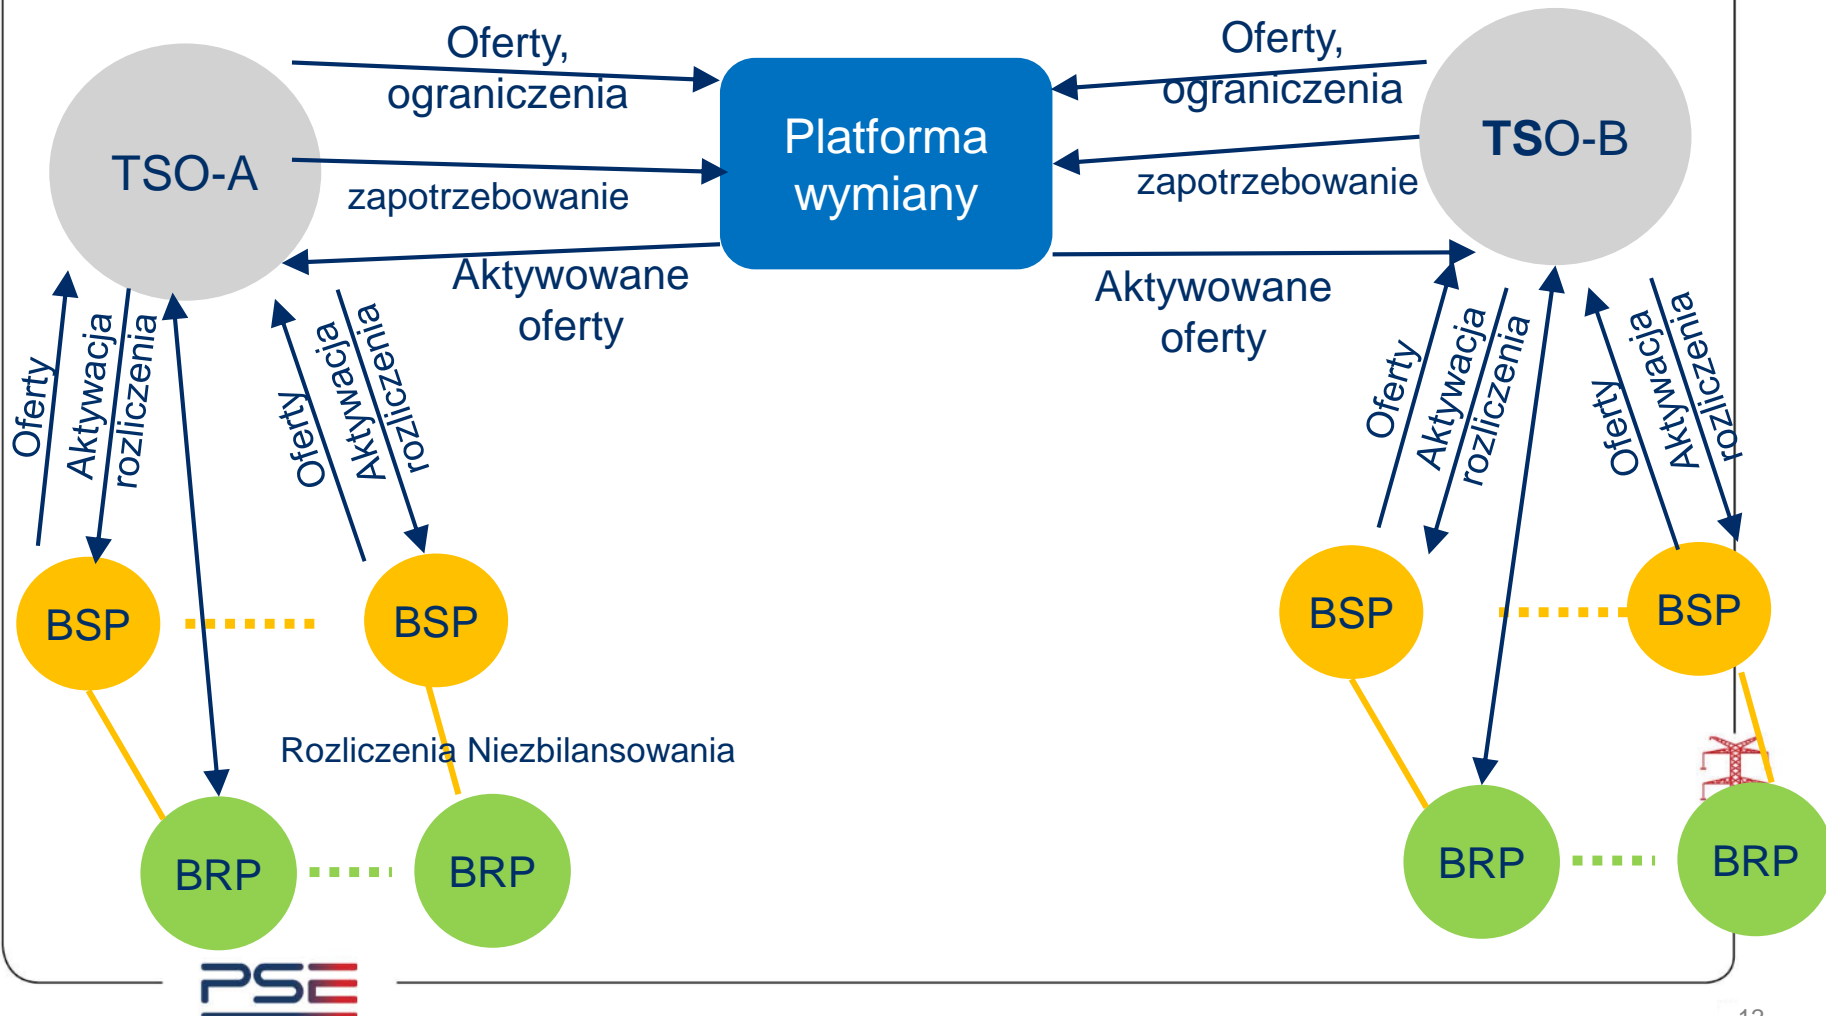 Oferty,
ograniczenia
Oferty,
ograniczenia
TSO-A
Platforma
wymiany
TSO-B
zapotrzebowanie
zapotrzebowanie
Aktywowane
oferty
Aktywowane
oferty
Oferty
Aktywacja
rozliczenia
Oferty
Aktywacja
rozliczenia
Oferty
Aktywacja
rozliczenia
Oferty
Aktywacja
rozliczenia
BSP
BSP
BSP
BSP
Rozliczenia Niezbilansowania
BRP
BRP
BRP
BRP
PSE